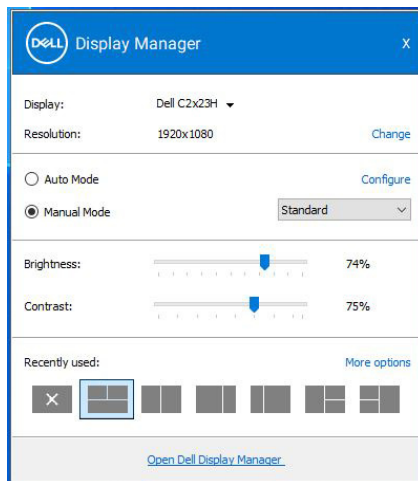 DELL Display Manager X
Display: Dell C2x23H
Resolution: 1920x1080 Change
Auto Mode Configure
Manual Mode Standard
Brightness: 74%
Contrast: 75%
Recently used: More options
Open Dell Display Manager